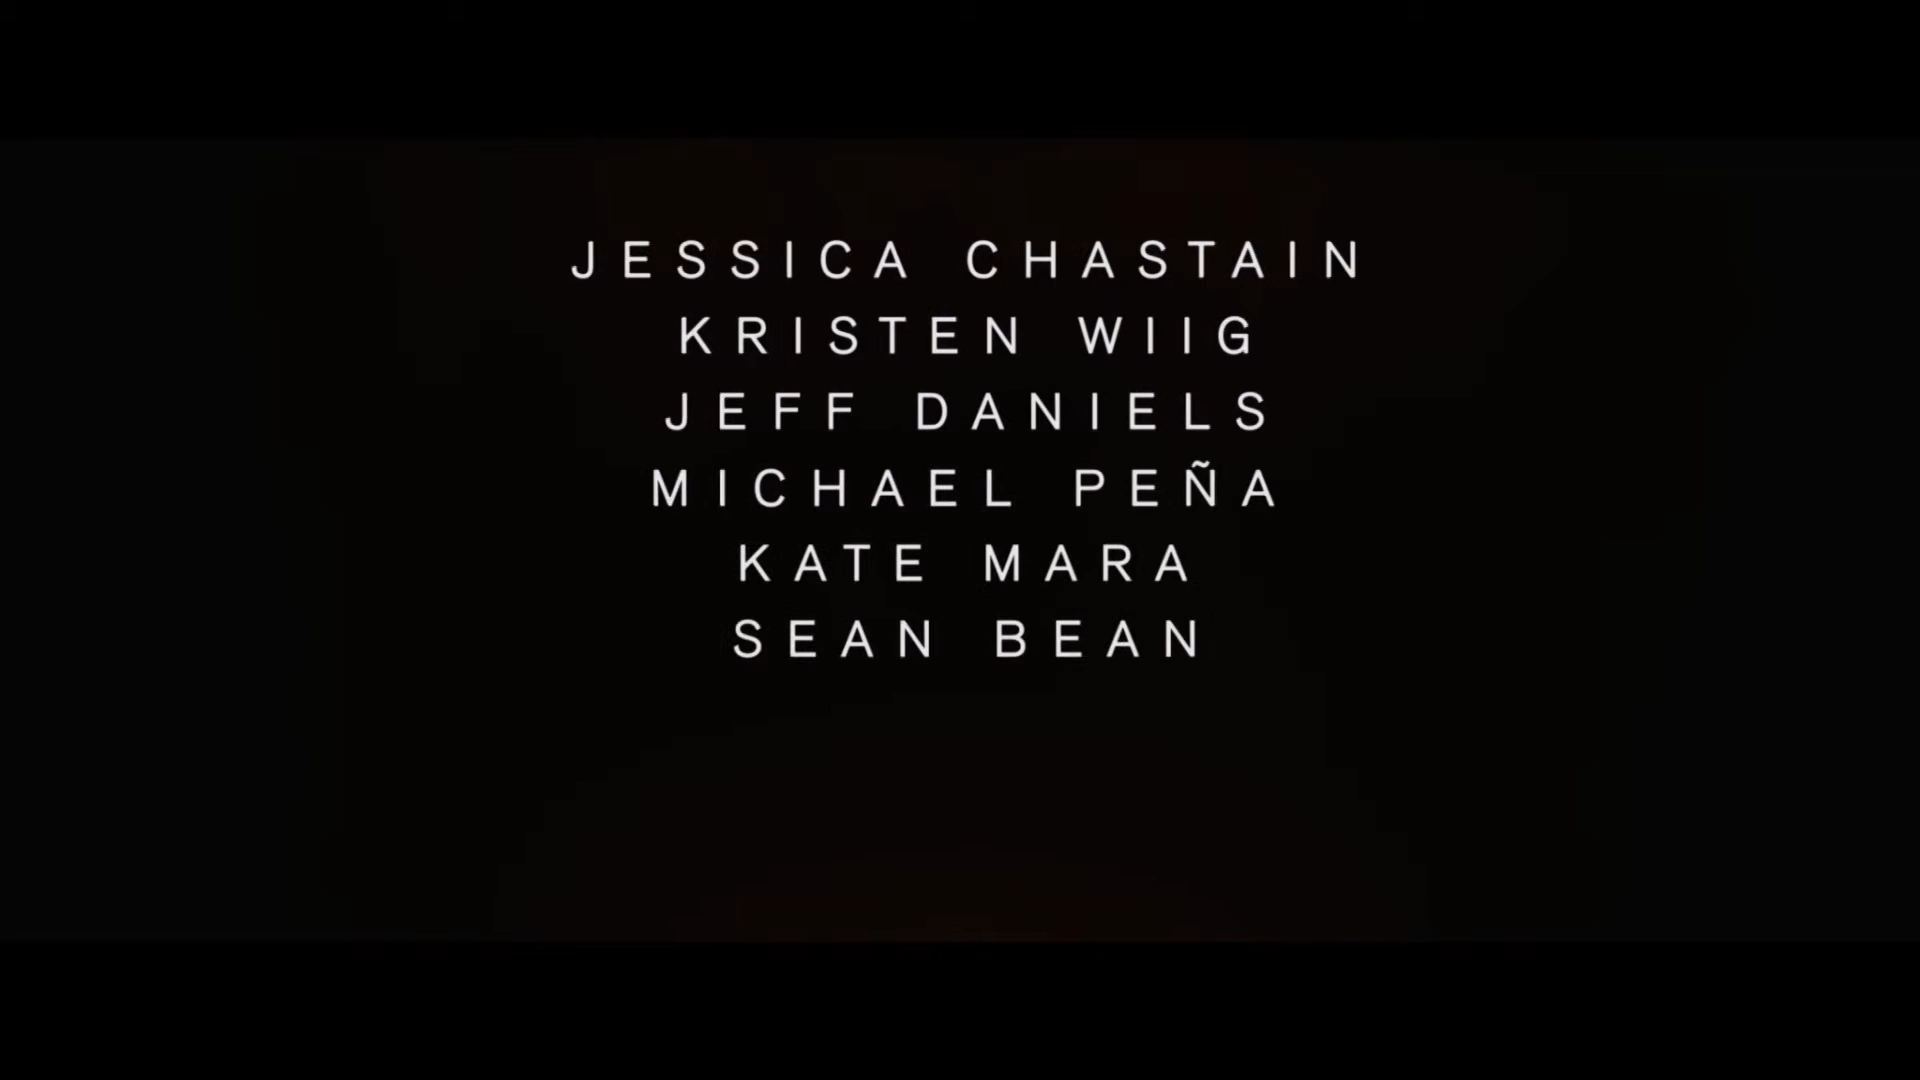 JESSICA CHASTAIN
KRISTEN WIIG
JEFF DANIELS
MICHAEL PEÑA
KATE MARA
SEAN BEAN